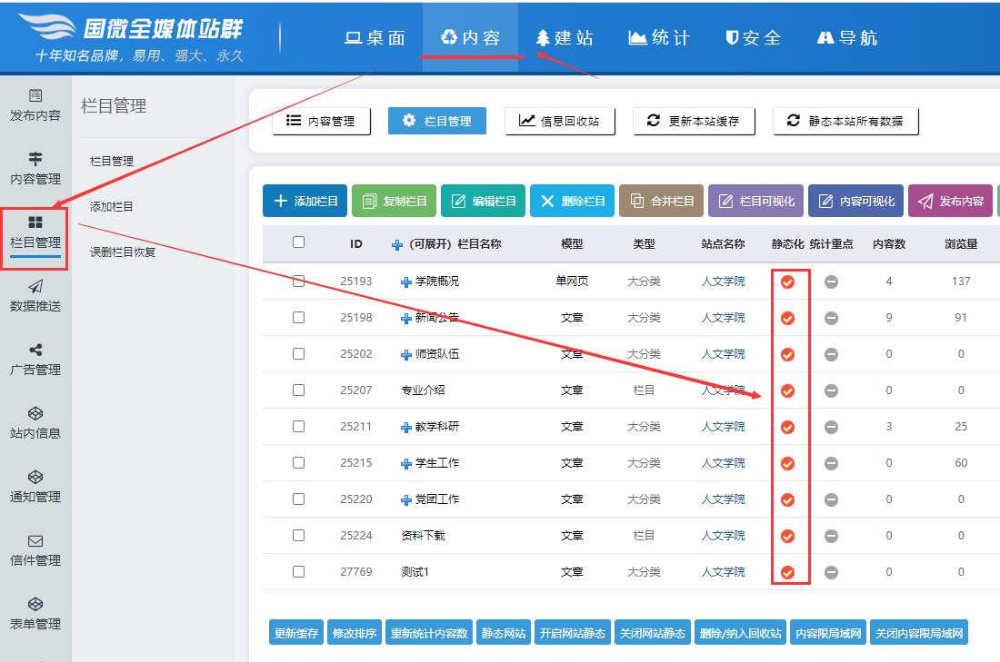 国微全媒体站群
十年知名品牌，易用、强大、永久
桌面 内容 建站 统计 安全 导航
发布内容
内容管理
栏目管理
数据推送
广告管理
站内信息
通知管理
信件管理
表单管理
栏目管理
栏目管理
添加栏目
误删栏目恢复
内容管理 栏目管理 信息回收站 更新本站缓存 静态本站所有数据
添加栏目 复制栏目 编辑栏目 删除栏目 合并栏目 栏目可视化 内容可视化 发布内容
ID (可展开) 栏目名称 模型 类型 站点名称 静态化 统计重点 内容数 浏览量
25193 学院概况 单网页 大分类 人文学院 4 137
25198 新闻公告 文章 大分类 人文学院 9 91
25202 师资队伍 文章 大分类 人文学院 0 0
25207 专业介绍 文章 栏目 人文学院 0 0
25211 教学科研 文章 大分类 人文学院 3 25
25215 学生工作 文章 大分类 人文学院 0 60
25220 党团工作 文章 大分类 人文学院 0 0
25224 资料下载 文章 栏目 人文学院 0 0
27769 测试1 文章 大分类 人文学院 0 0
更新缓存 修改排序 重新统计内容数 静态网站 开启网站静态 关闭网站静态 删除/纳入回收站 内容限局域网 关闭内容限局域网